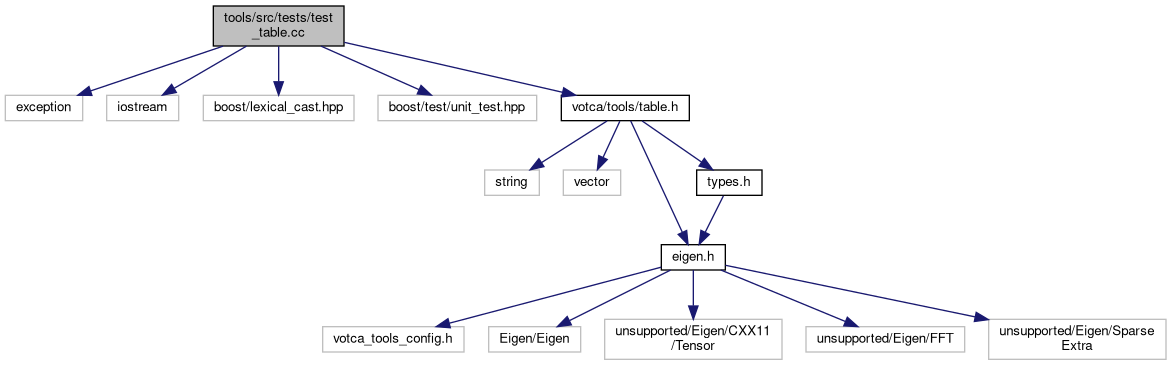 tools/src/tests/test
_table.cc
exception
iostream
boost/lexical_cast.hpp
boost/test/unit_test.hpp
votca/tools/table.h
string
vector
types.h
eigen.h
votca_tools_config.h
Eigen/Eigen
unsupported/Eigen/CXX11
/Tensor
unsupported/Eigen/FFT
unsupported/Eigen/Sparse
Extra